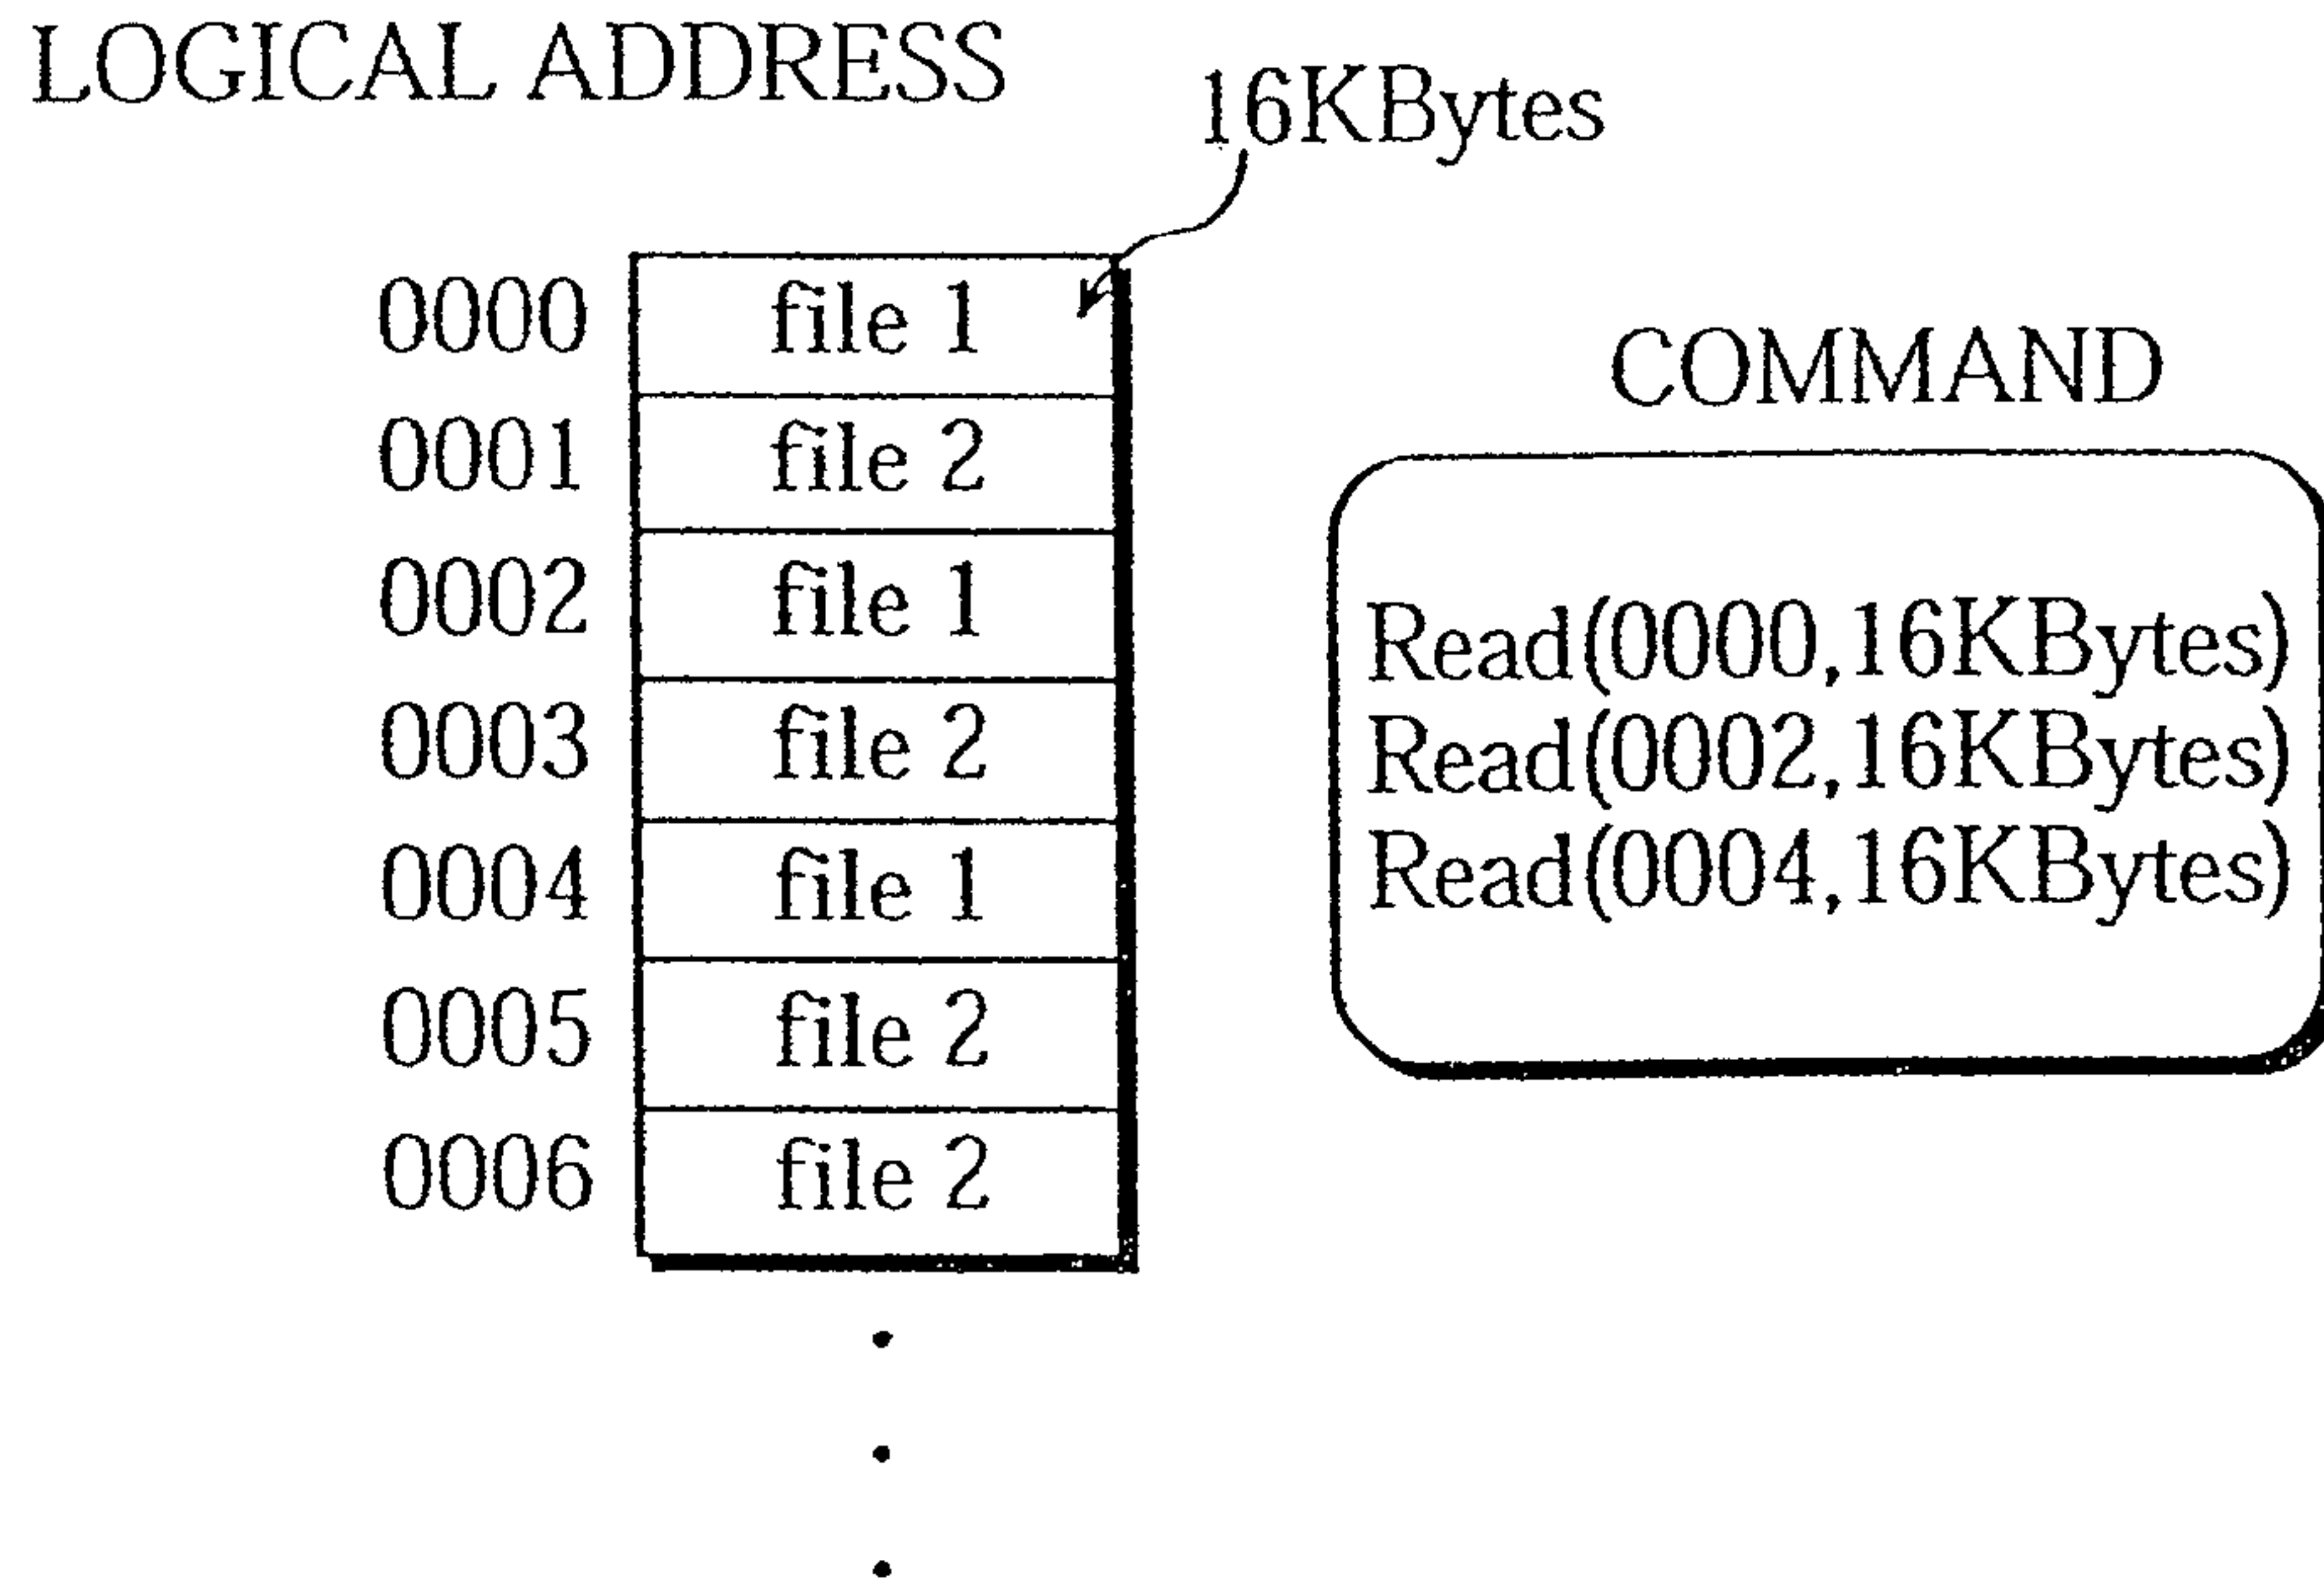 LOGICAL ADDRESS
16KBytes
0000 file 1
0001 file 2
0002 file 1
0003 file 2
0004 file 1
0005 file 2
0006 file 2
COMMAND
Read(0000,16KBytes)
Read(0002,16KBytes)
Read(0004,16KBytes)